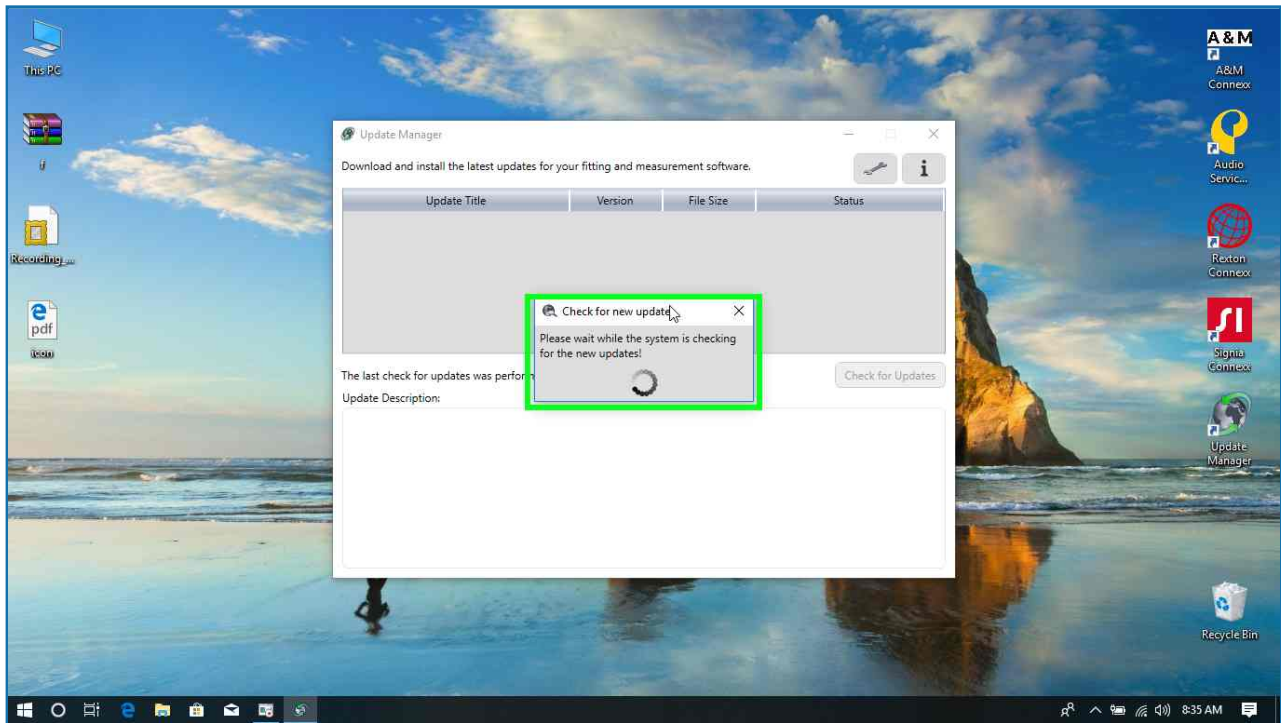 This PC
Recording_...
pdf
icon
Update Manager
Download and install the latest updates for your fitting and measurement software.
i
Update Title
Version
File Size
Status
Check for new update
Please wait while the system is checking
for the new updates!
The last check for updates was perfor
Check for Updates
Update Description:
A&M
A&M
Connexx
Audio
Servic...
Rexton
Connexx
SI
Signia
Connexx
Update
Manager
Recycle Bin
8:35 AM